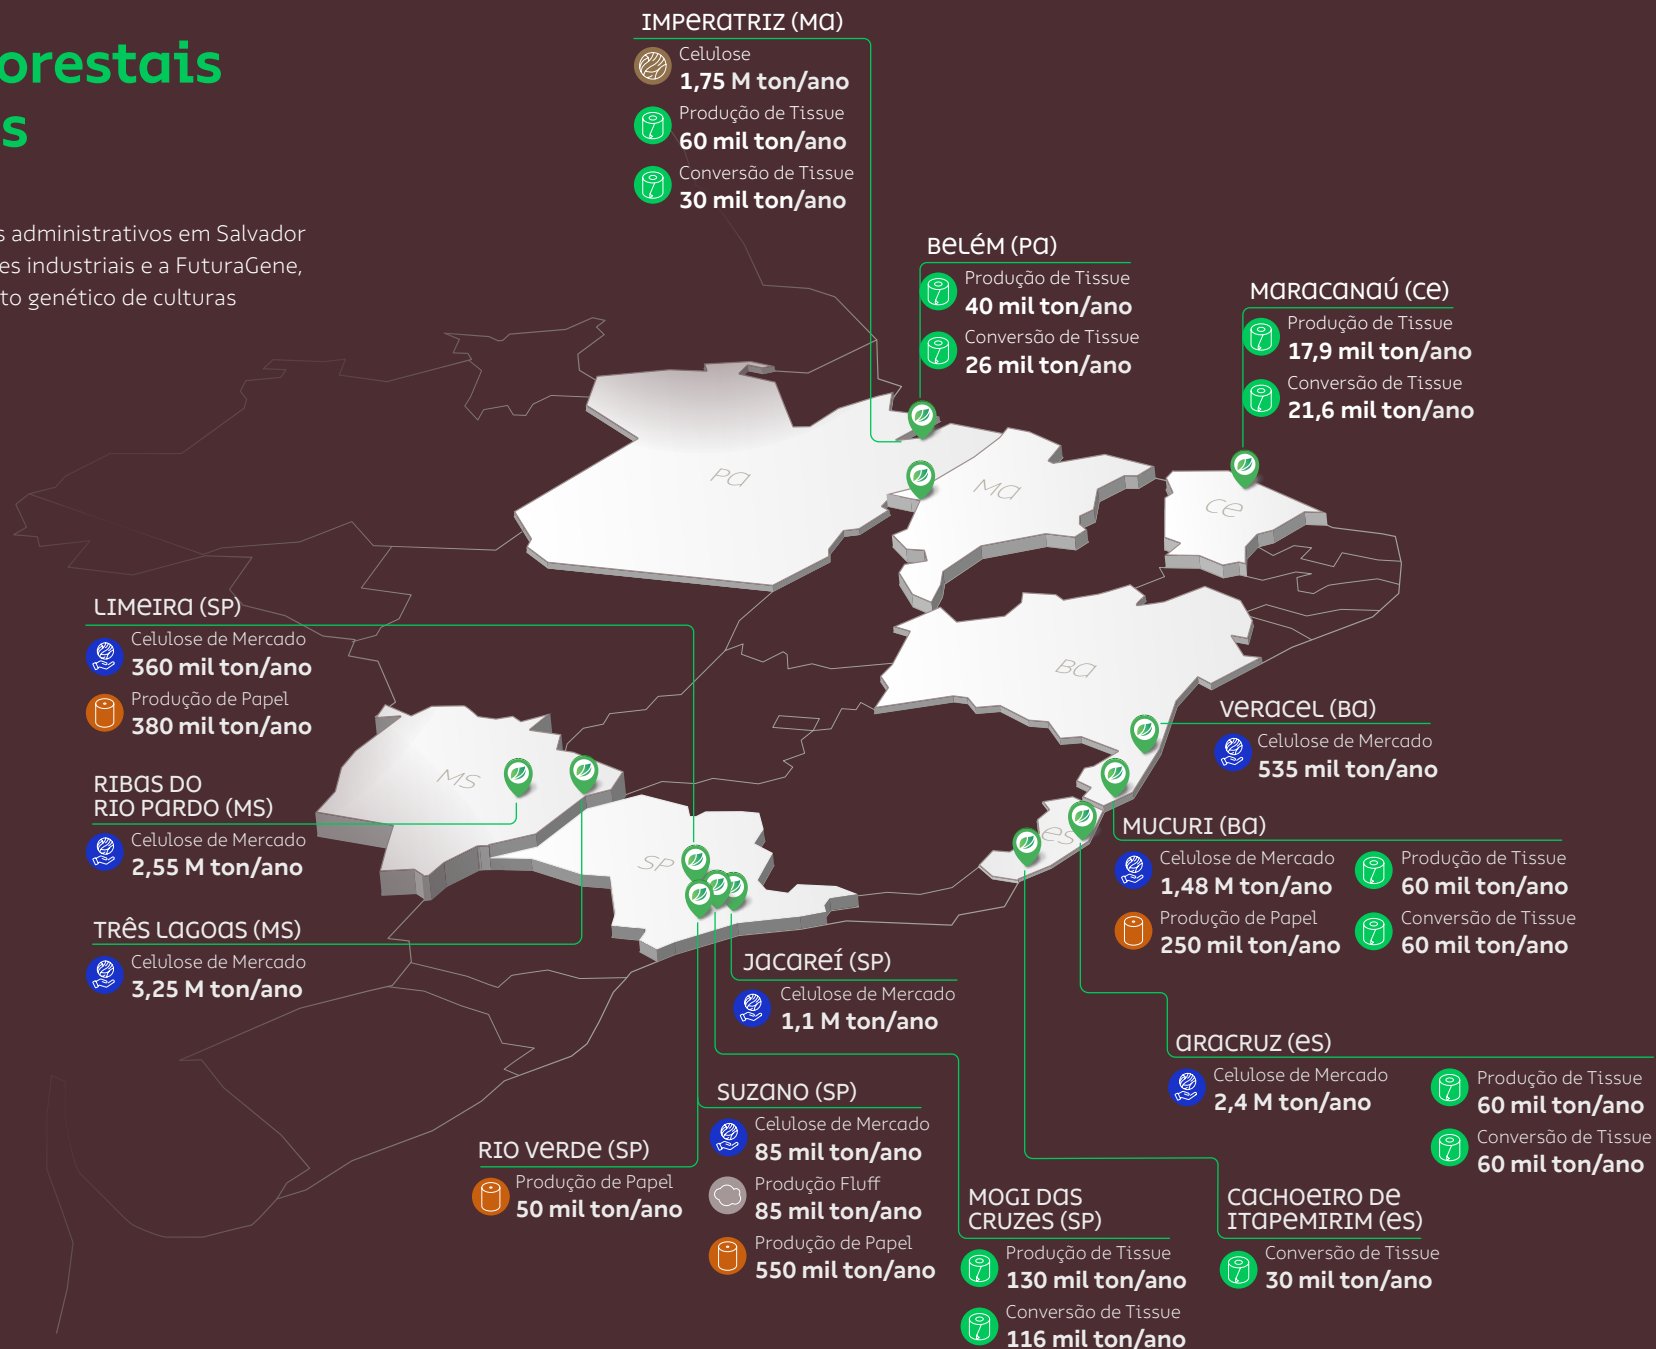 orestais
s
s administrativos em Salvador
es industriais e a FuturaGene,
to genético de culturas
IMPERATRIZ (MA)
Celulose
1,75 M ton/ano
Produção de Tissue
60 mil ton/ano
Conversão de Tissue
30 mil ton/ano
BELÉM (PA)
Produção de Tissue
40 mil ton/ano
Conversão de Tissue
26 mil ton/ano
MARACANAÚ (CE)
Produção de Tissue
17,9 mil ton/ano
Conversão de Tissue
21,6 mil ton/ano
PA
MA
CE
BA
MS
SP
ES
LIMEIRA (SP)
Celulose de Mercado
360 mil ton/ano
Produção de Papel
380 mil ton/ano
RIBAS DO
RIO PARDO (MS)
Celulose de Mercado
2,55 M ton/ano
TRÊS LAGOAS (MS)
Celulose de Mercado
3,25 M ton/ano
VERACEL (BA)
Celulose de Mercado
535 mil ton/ano
MUCURI (BA)
Celulose de Mercado
1,48 M ton/ano
Produção de Papel
250 mil ton/ano
Produção de Tissue
60 mil ton/ano
Conversão de Tissue
60 mil ton/ano
JACAREÍ (SP)
Celulose de Mercado
1,1 M ton/ano
ARACRUZ (ES)
Celulose de Mercado
2,4 M ton/ano
Produção de Tissue
60 mil ton/ano
Conversão de Tissue
60 mil ton/ano
SUZANO (SP)
Celulose de Mercado
85 mil ton/ano
Produção Fluff
85 mil ton/ano
Produção de Papel
550 mil ton/ano
RIO VERDE (SP)
Produção de Papel
50 mil ton/ano
MOGI DAS
CRUZES (SP)
Produção de Tissue
130 mil ton/ano
Conversão de Tissue
116 mil ton/ano
CACHOEIRO DE
ITAPEMIRIM (ES)
Conversão de Tissue
30 mil ton/ano